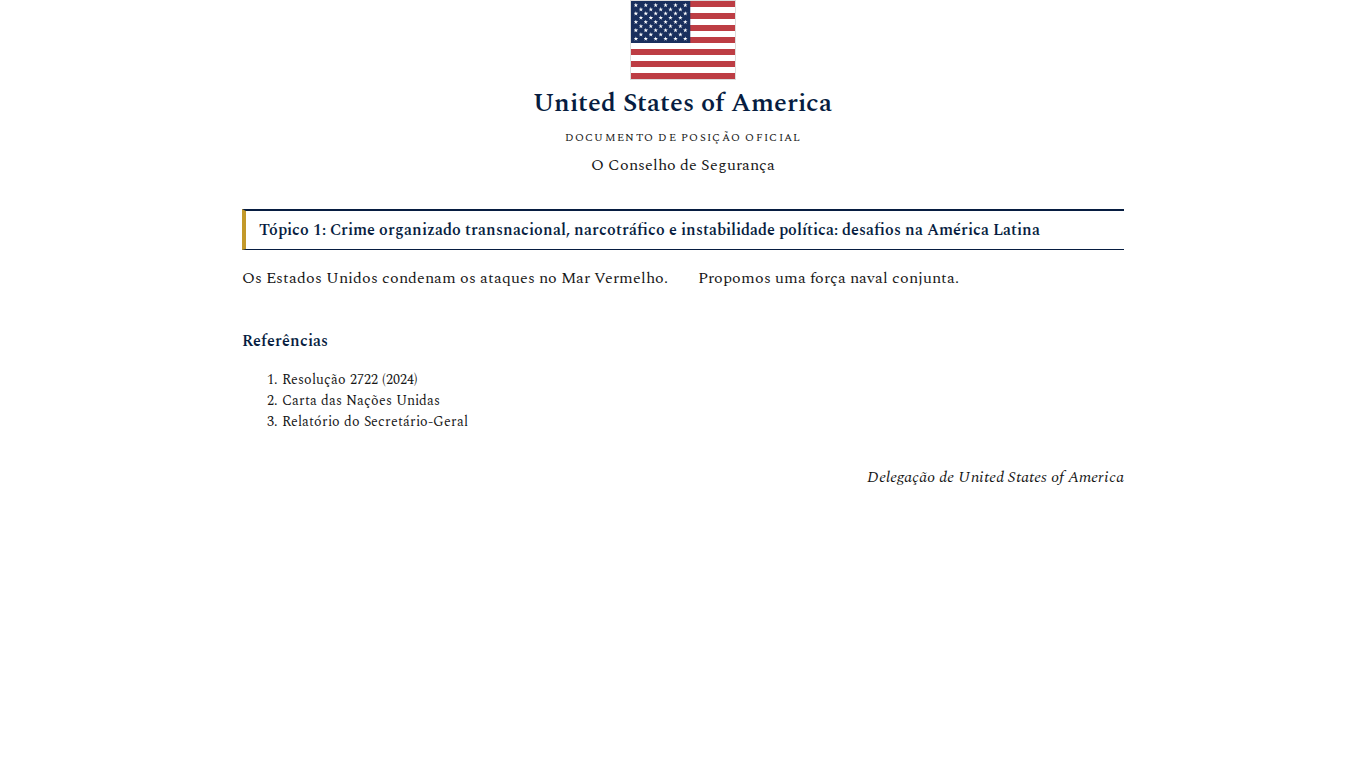 United States of America
DOCUMENTO DE POSIÇÃO OFICIAL
O Conselho de Segurança
Tópico 1: Crime organizado transnacional, narcotráfico e instabilidade política: desafios na América Latina
Os Estados Unidos condenam os ataques no Mar Vermelho.
Propomos uma força naval conjunta.
Referências
1. Resolução 2722 (2024)
2. Carta das Nações Unidas
3. Relatório do Secretário-Geral
Delegação de United States of America